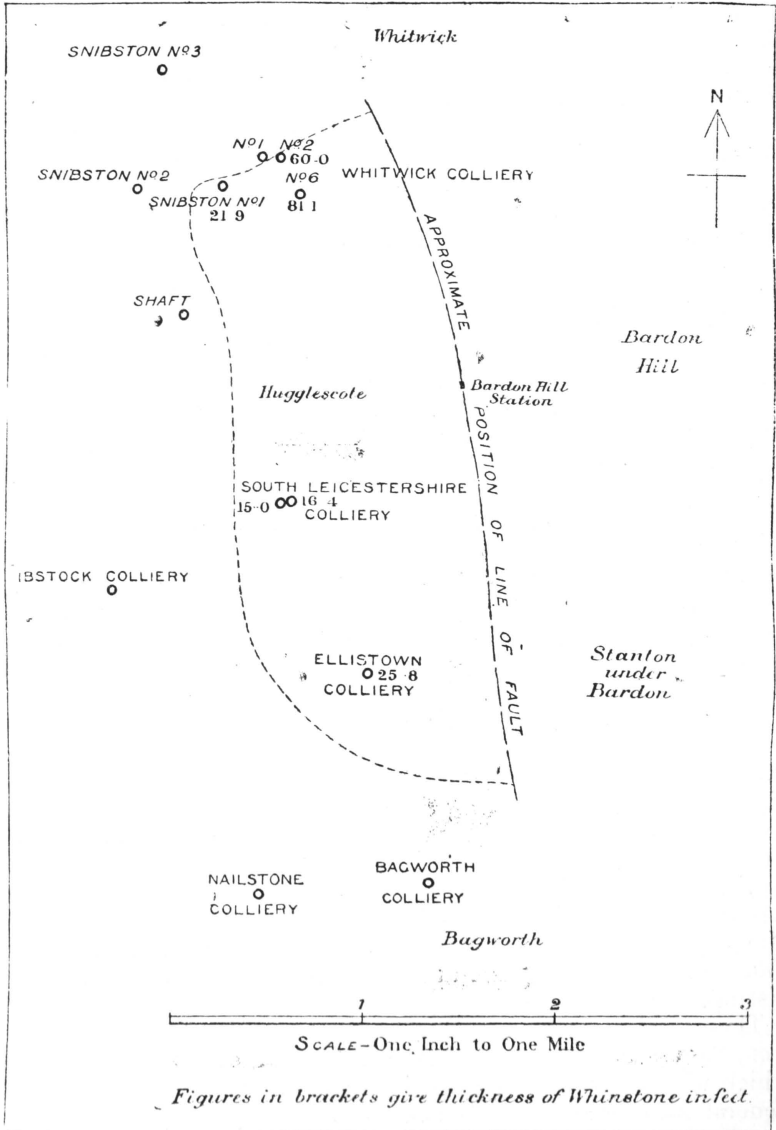 Whitwick
SNIBSTON Nº3
N
Nº1 Nº2
60·0
SNIBSTON Nº2
Nº6
WHITWICK COLLIERY
SNIBSTON Nº1
21 9
81 1
APPROXIMATE POSITION OF LINE OF FAULT
SHAFT
Bardon
Hill
Hugglescote
Bardon Hill
Station
SOUTH LEICESTERSHIRE
15·0
16 4
COLLIERY
IBSTOCK COLLIERY
ELLISTOWN
25·8
COLLIERY
Stanton
under
Bardon
BAGWORTH
COLLIERY
NAILSTONE
COLLIERY
Bagworth
1 2 3
SCALE-One Inch to One Mile
Figures in brackets give thickness of Whinstone in feet.